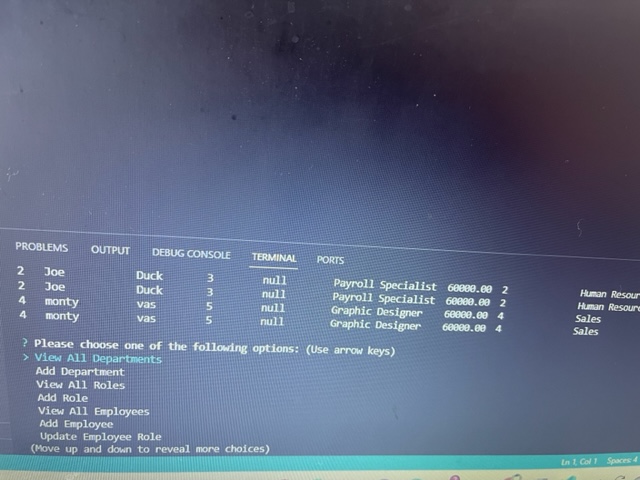 PROBLEMS OUTPUT DEBUG CONSOLE TERMINAL PORTS
2 Joe Duck 3 null Payroll Specialist 60000.00 2 Human Resour
2 Joe Duck 3 null Payroll Specialist 60000.00 2 Human Resour
4 monty vas 5 null Graphic Designer 60000.00 4 Sales
4 monty vas 5 null Graphic Designer 60000.00 4 Sales
? Please choose one of the following options: (Use arrow keys)
> View All Departments
Add Department
View All Roles
Add Role
View All Employees
Add Employee
Update Employee Role
(Move up and down to reveal more choices)
Ln 1, Col 1 Spaces: 4